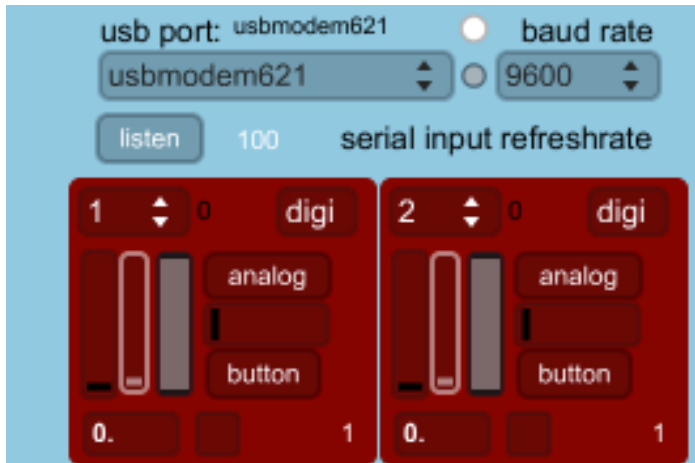 usb port: usbmodem621 baud rate
usbmodem621 9600
listen 100 serial input refreshrate
1 0 digi 2 0 digi
analog analog
button button
0. 1 0. 1